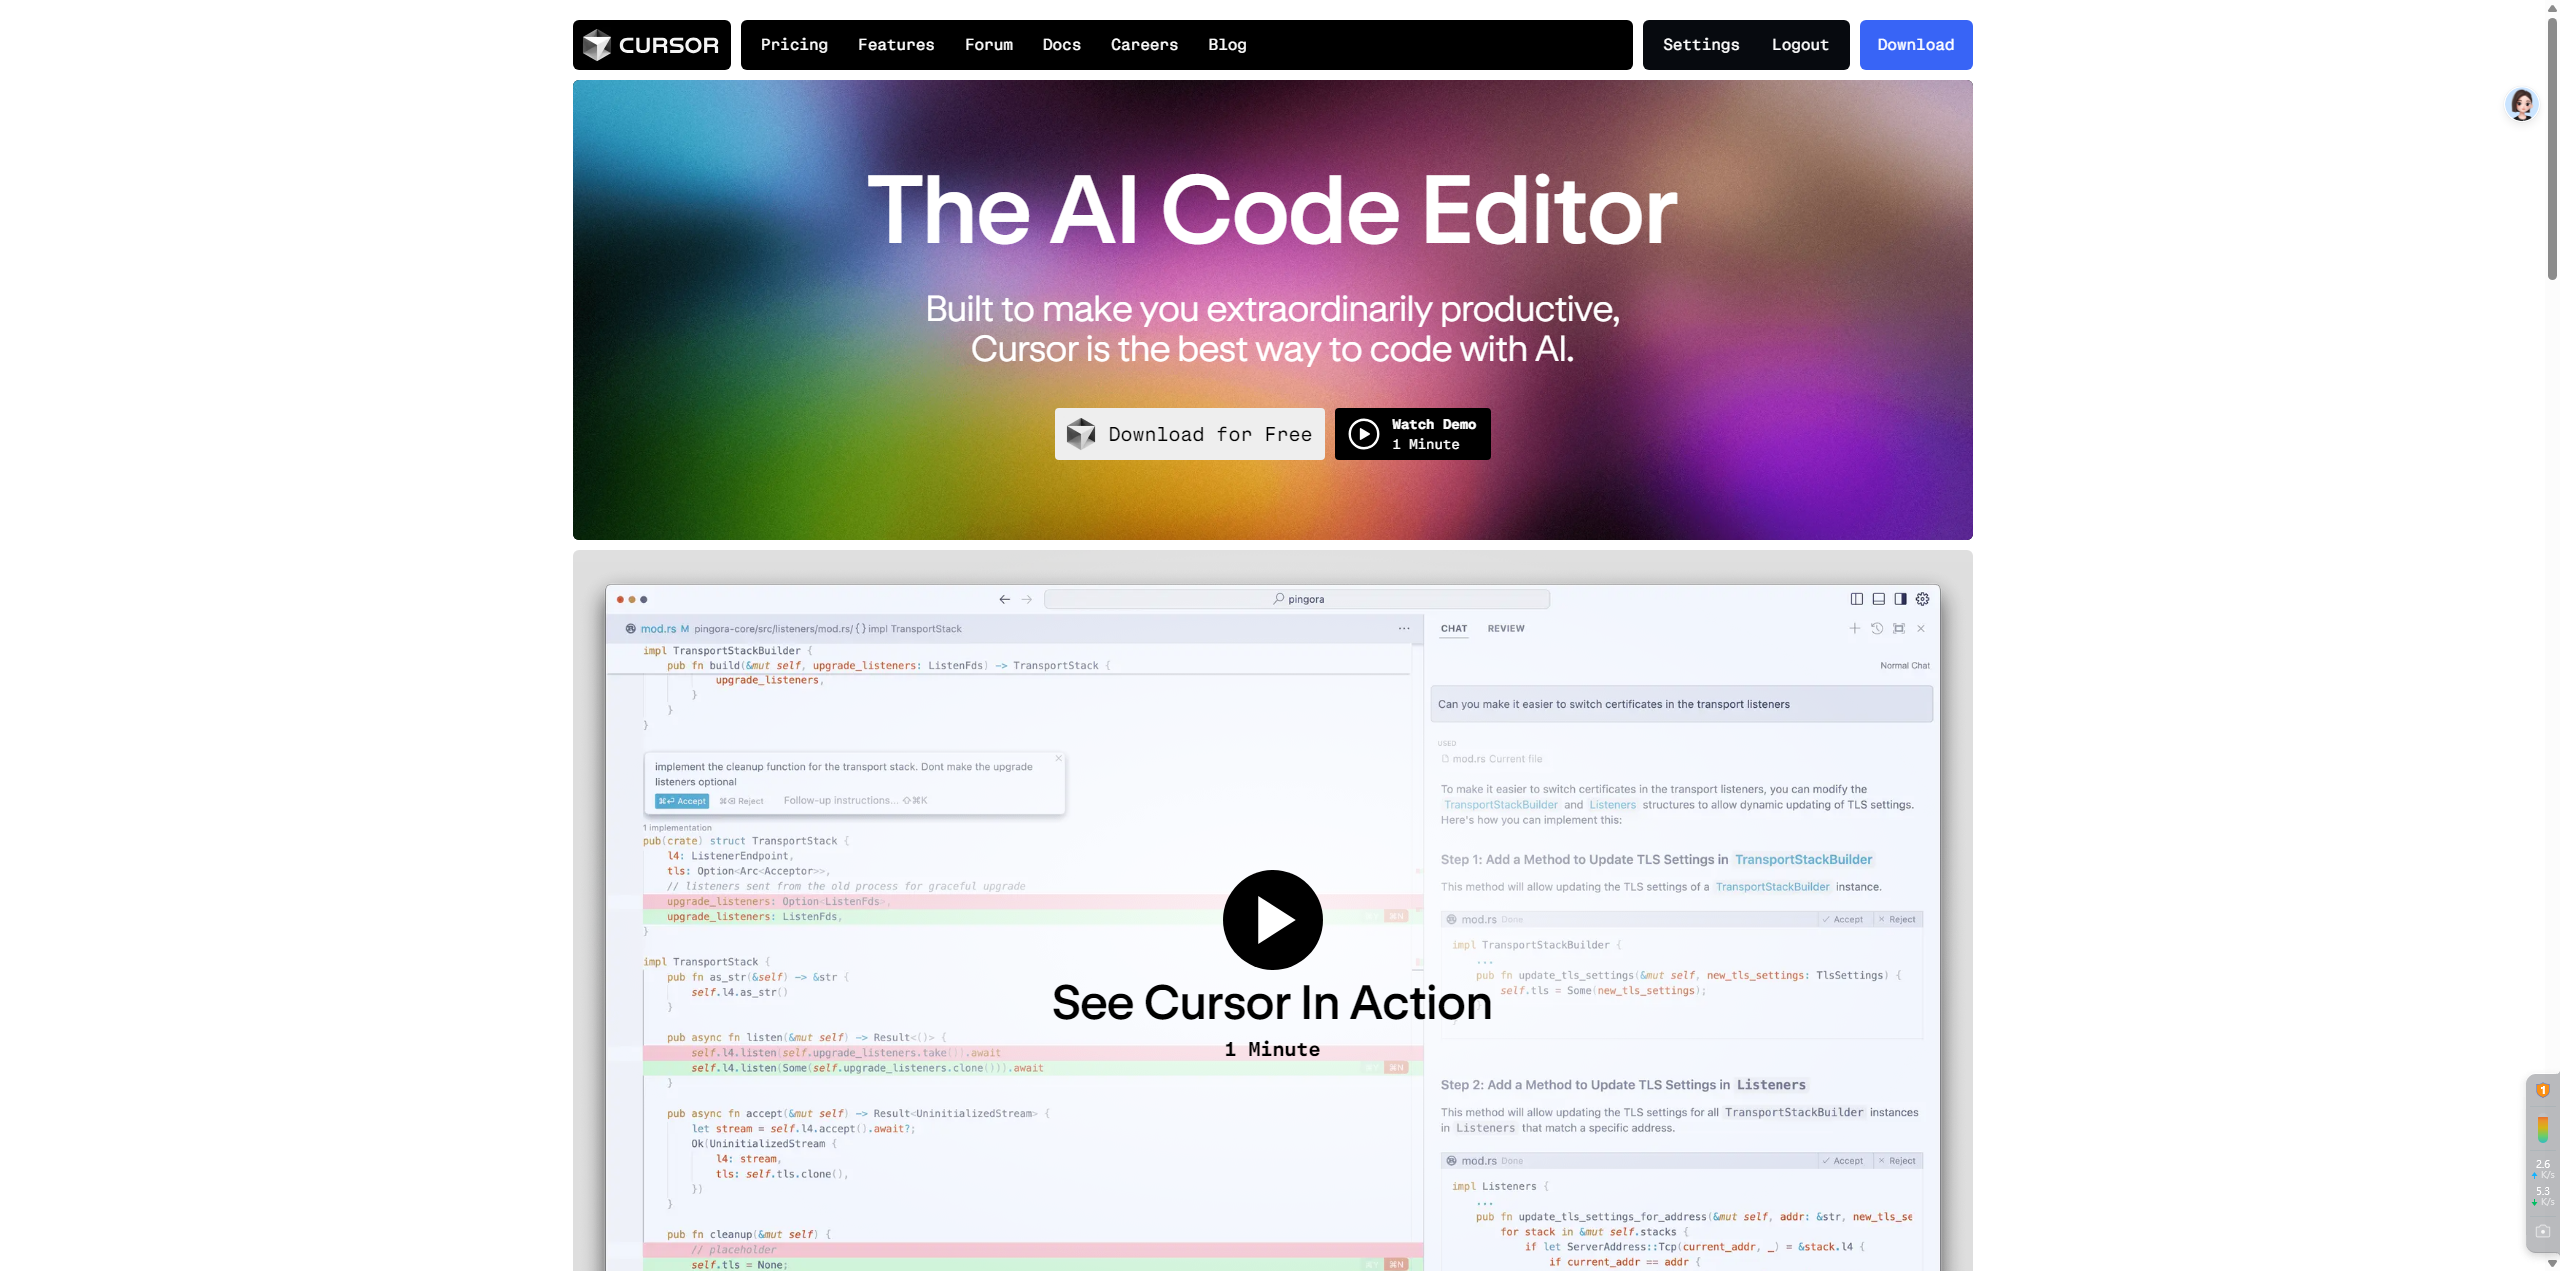 CURSOR
Pricing Features Forum Docs Careers Blog
Settings Logout
Download
The AI Code Editor
Built to make you extraordinarily productive,
Cursor is the best way to code with AI.
Download for Free
Watch Demo
1 Minute
pingora
mod.rs M pingora-core/src/listeners/mod.rs/ {} impl TransportStack
impl TransportStackBuilder {
pub fn build(&mut self, upgrade_listeners: ListenFds) -> TransportStack {
upgrade_listeners,
}
}
}
implement the cleanup function for the transport stack. Dont make the upgrade
listeners optional
⌘⏎ Accept ⌘⌫ Reject Follow-up instructions... ⇧⌘K
1 implementation
pub(crate) struct TransportStack {
l4: ListenerEndpoint,
tls: Option<Arc<Acceptor>>,
// listeners sent from the old process for graceful upgrade
upgrade_listeners: Option<ListenFds>,
upgrade_listeners: ListenFds,
⌘N
}
impl TransportStack {
pub fn as_str(&self) -> &str {
self.l4.as_str()
}
pub async fn listen(&mut self) -> Result<()> {
self.l4.listen(self.upgrade_listeners.take()).await
self.l4.listen(Some(self.upgrade_listeners.clone())).await
⌘N
}
pub async fn accept(&mut self) -> Result<UninitializedStream> {
let stream = self.l4.accept().await?;
Ok(UninitializedStream {
l4: stream,
tls: self.tls.clone(),
})
}
pub fn cleanup(&mut self) {
// placeholder
self.tls = None;
⌘N
See Cursor In Action
1 Minute
CHAT REVIEW
Normal Chat
Can you make it easier to switch certificates in the transport listeners
USED
mod.rs Current file
To make it easier to switch certificates in the transport listeners, you can modify the
TransportStackBuilder and Listeners structures to allow dynamic updating of TLS settings.
Here's how you can implement this:
Step 1: Add a Method to Update TLS Settings in TransportStackBuilder
This method will allow updating the TLS settings of a TransportStackBuilder instance.
mod.rs Done Accept Reject
impl TransportStackBuilder {
...
pub fn update_tls_settings(&mut self, new_tls_settings: TlsSettings) {
self.tls = Some(new_tls_settings);
Step 2: Add a Method to Update TLS Settings in Listeners
This method will allow updating the TLS settings for all TransportStackBuilder instances
in Listeners that match a specific address.
mod.rs Done Accept Reject
impl Listeners {
...
pub fn update_tls_settings_for_address(&mut self, addr: &str, new_tls_se
for stack in &mut self.stacks {
if let ServerAddress::Tcp(current_addr, _) = &stack.l4 {
if current_addr == addr {
1
2.6
K/s
5.3
K/s